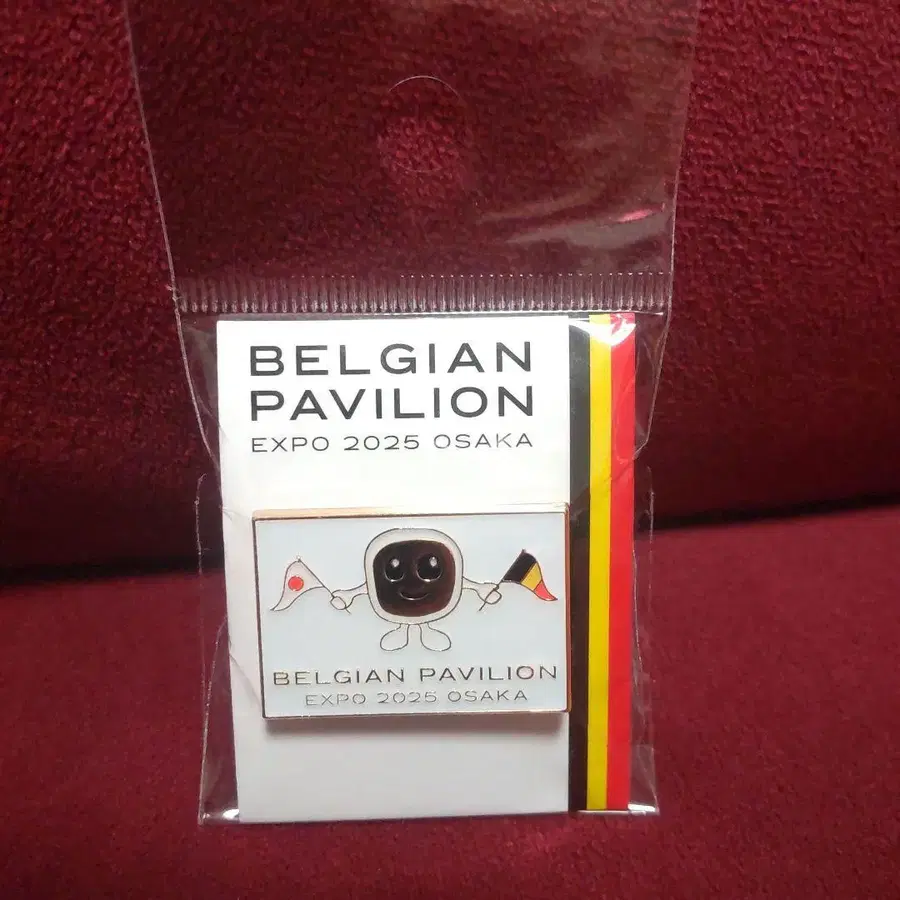 BELGIAN
PAVILION
EXPO 2025 OSAKA
BELGIAN PAVILION
EXPO 2025 OSAKA